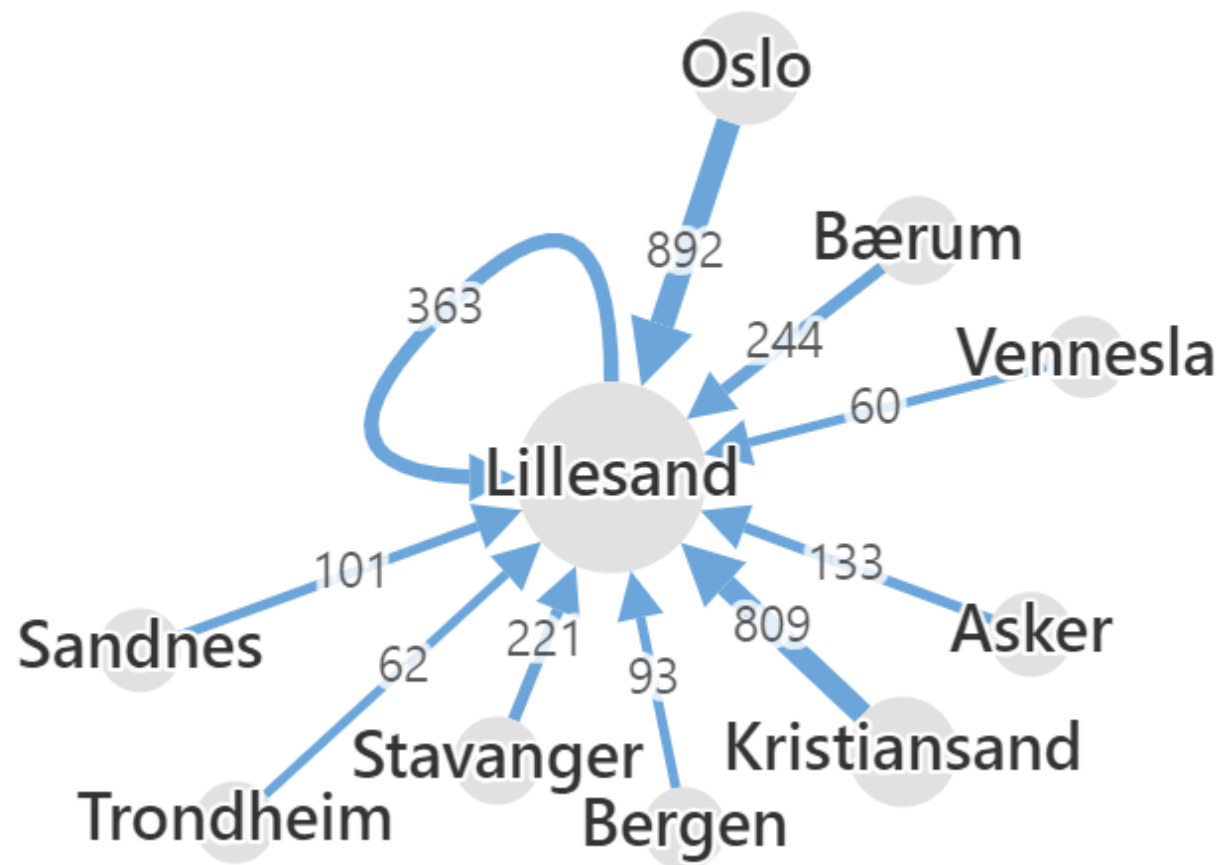 Oslo
892
Bærum
363
244
Vennesla
60
Lillesand
101
133
Sandnes
62
221
93
809
Asker
Stavanger
Kristiansand
Trondheim
Bergen